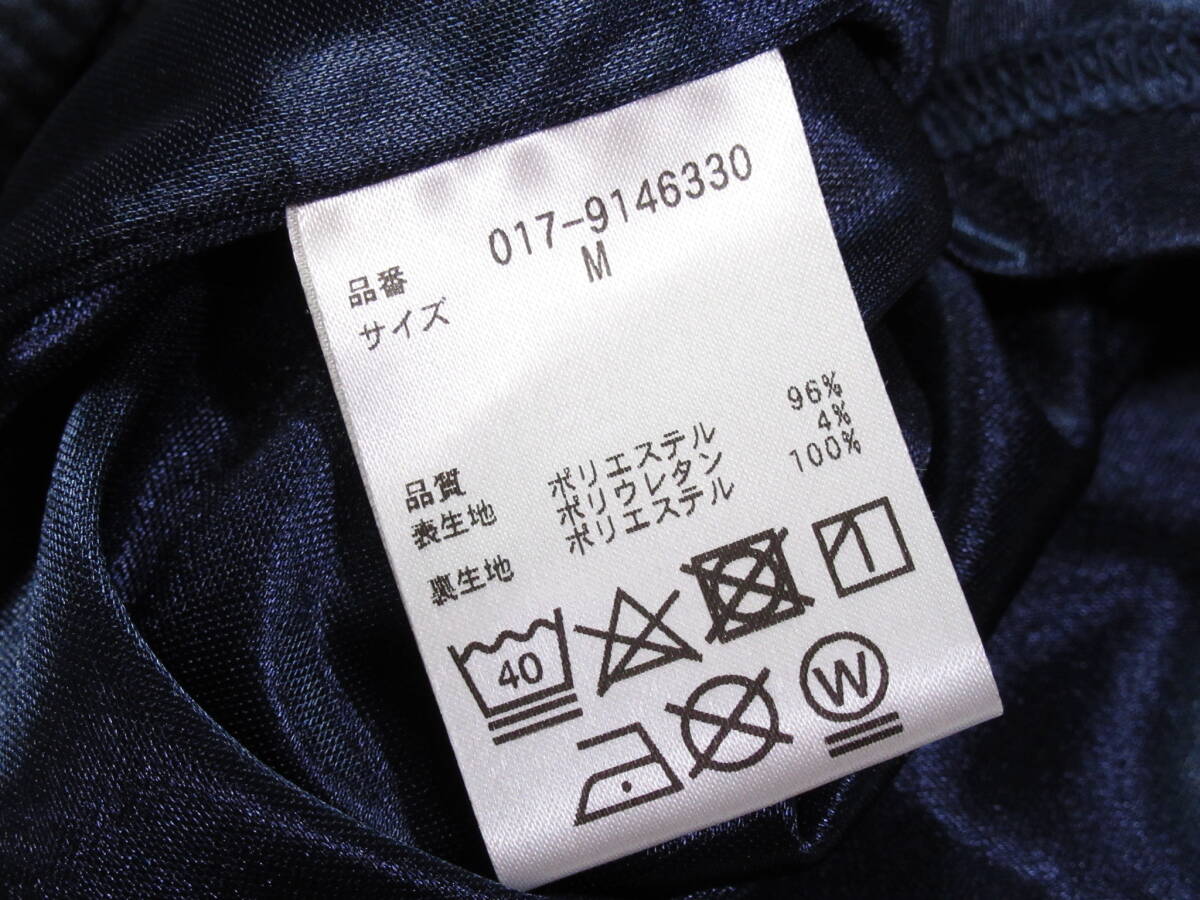 品番 017-9146330
サイズ M
品質
表生地 ポリエステル 96%
ポリウレタン 4%
裏生地 ポリエステル 100%
40
W